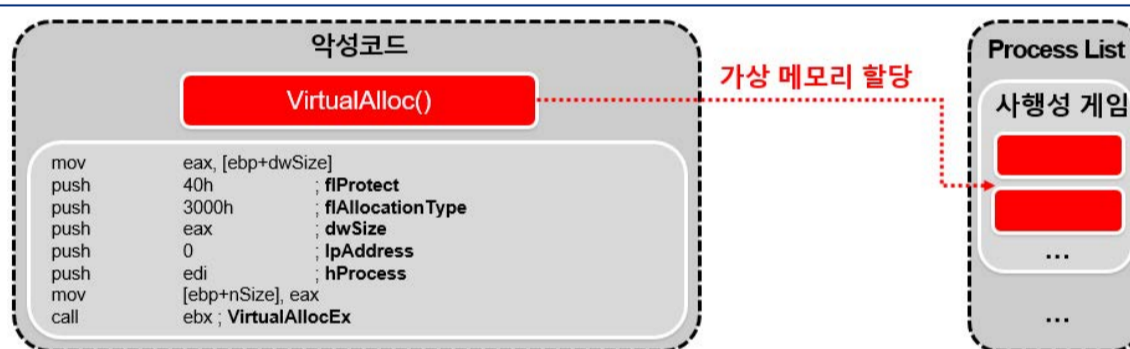 악성코드
VirtualAlloc()
가상 메모리 할당
mov eax, [ebp+dwSize]
push 40h ; flProtect
push 3000h ; flAllocationType
push eax ; dwSize
push 0 ; lpAddress
push edi ; hProcess
mov [ebp+nSize], eax
call ebx ; VirtualAllocEx
Process List
사행성 게임
...
...